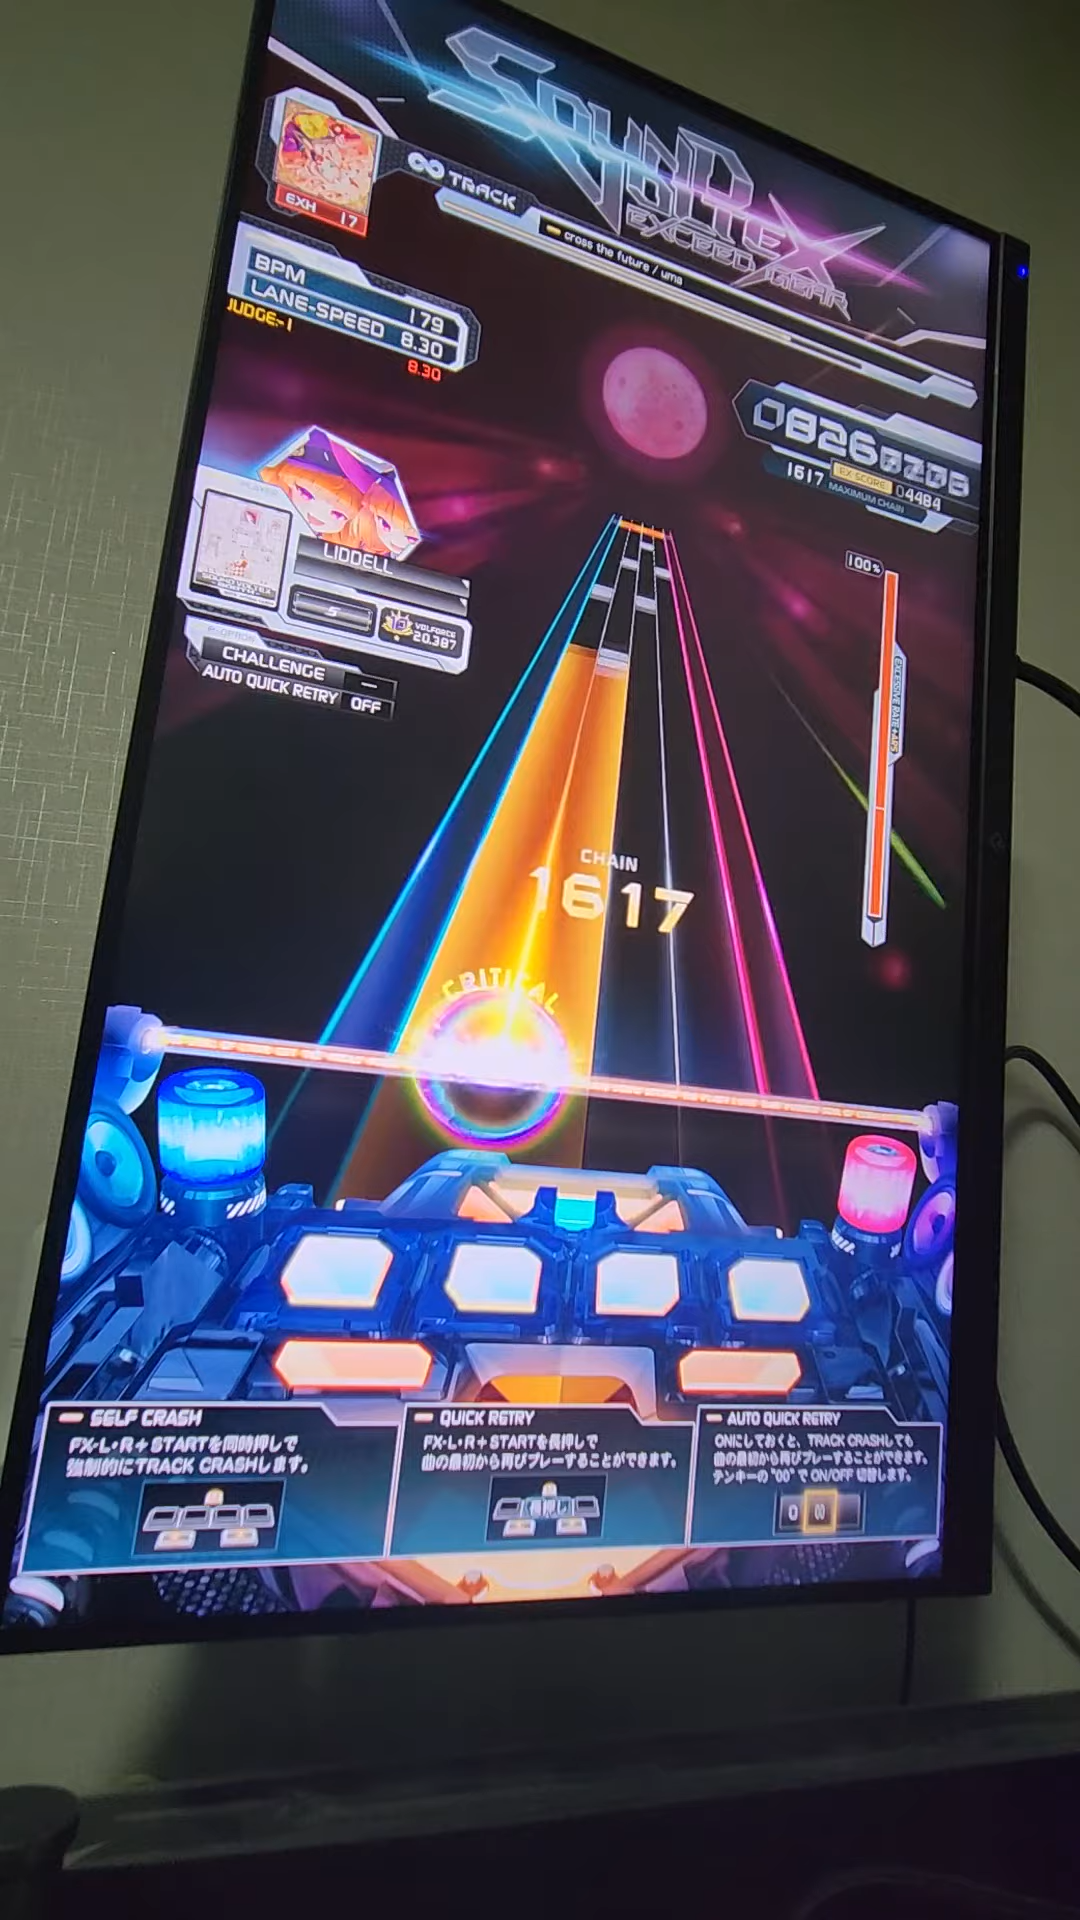 SOUND VOLTEX
EXCEED GEAR
∞ TRACK
cross the future / uma
EXH 17
BPM 179
LANE-SPEED 8.30
8.30
JUDGE-1
1617
EX SCORE 04484
MAXIMUM CHAIN
100%
LIDDELL
VOLFORCE
20.387
CHALLENGE
AUTO QUICK RETRY OFF
CHAIN
1617
CRITICAL
SELF CRASH
FX-L・R+STARTを同時押しで
強制的にTRACK CRASHします。
QUICK RETRY
FX-L・R+STARTを長押しで
曲の最初から再びプレーすることができます。
長押し
AUTO QUICK RETRY
ONにしておくと、TRACK CRASHしても
曲の最初から再びプレーすることができます。
テンキーの"00"で ON/OFF 切替します。
0 00